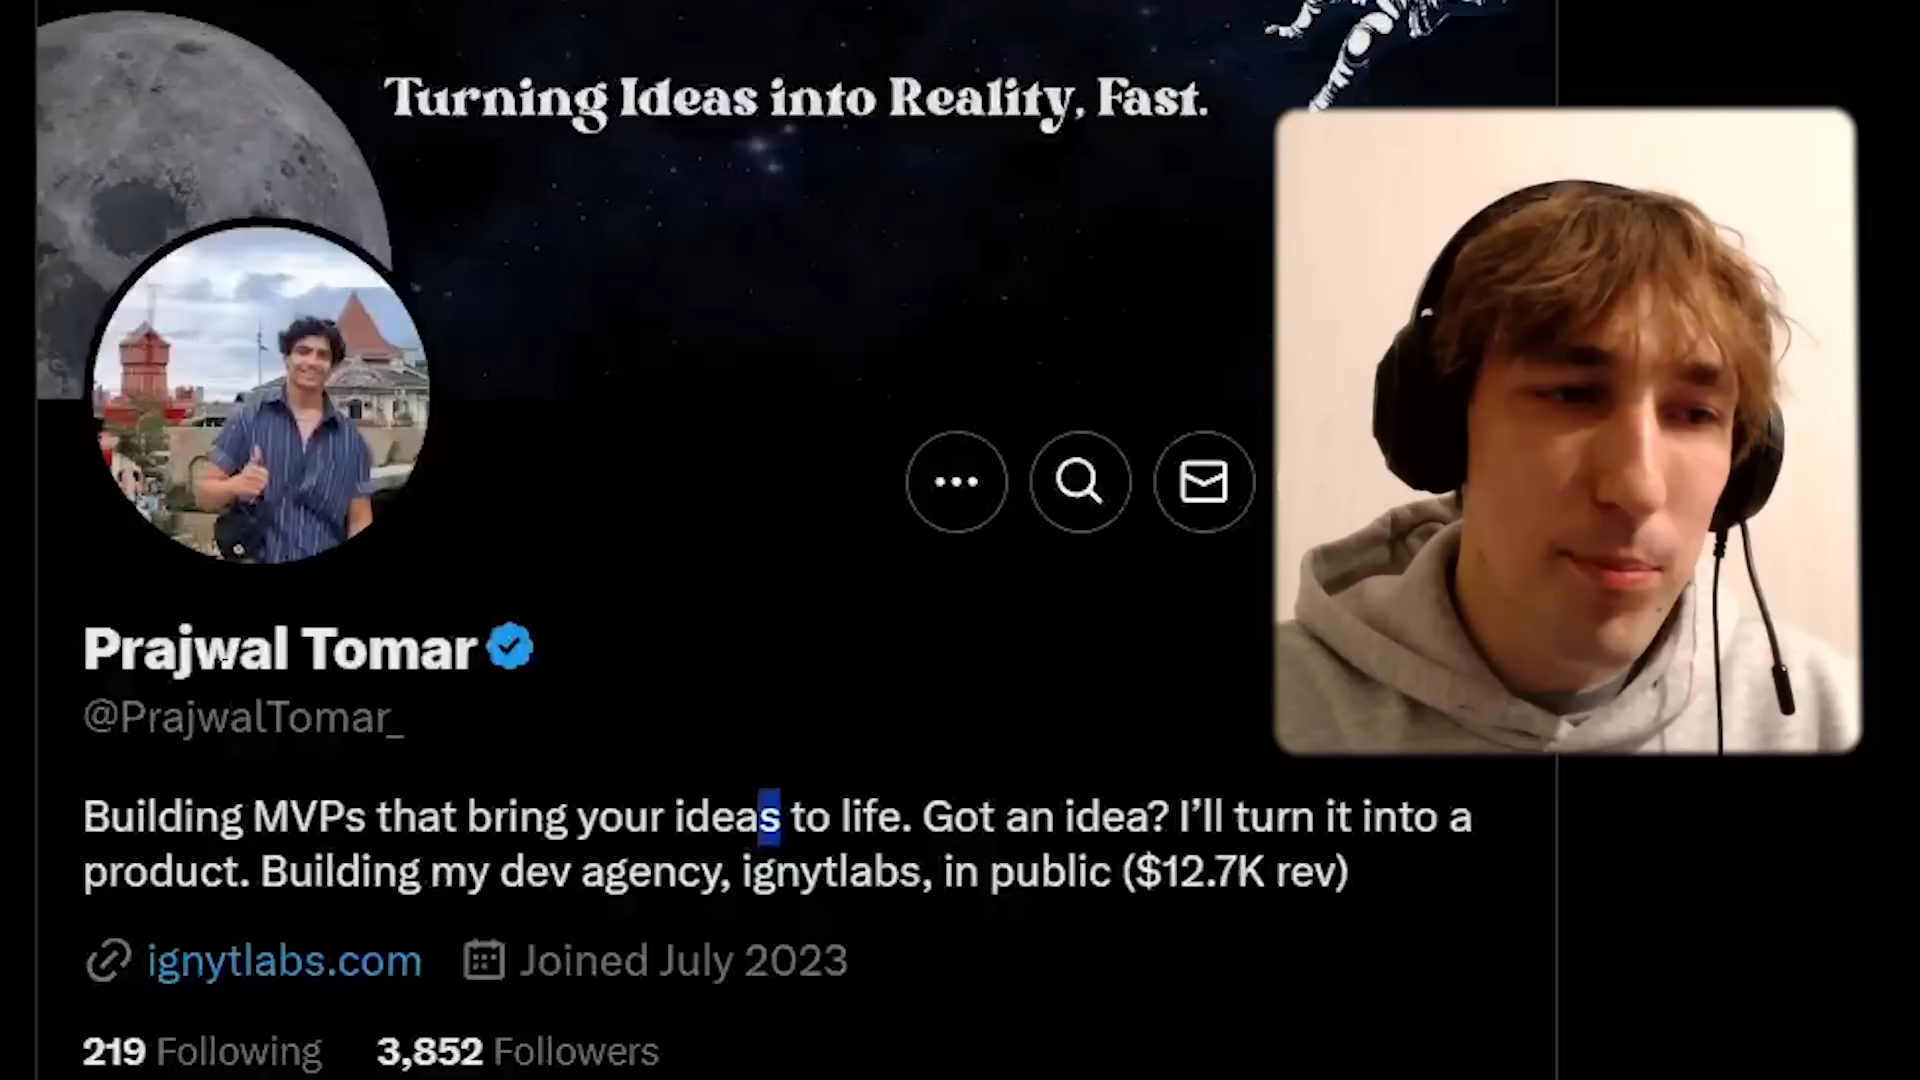 Turning Ideas into Reality, Fast.
Prajwal Tomar
@PrajwalTomar_
Building MVPs that bring your ideas to life. Got an idea? I’ll turn it into a
product. Building my dev agency, ignytlabs, in public ($12.7K rev)
ignytlabs.com Joined July 2023
219 Following 3,852 Followers